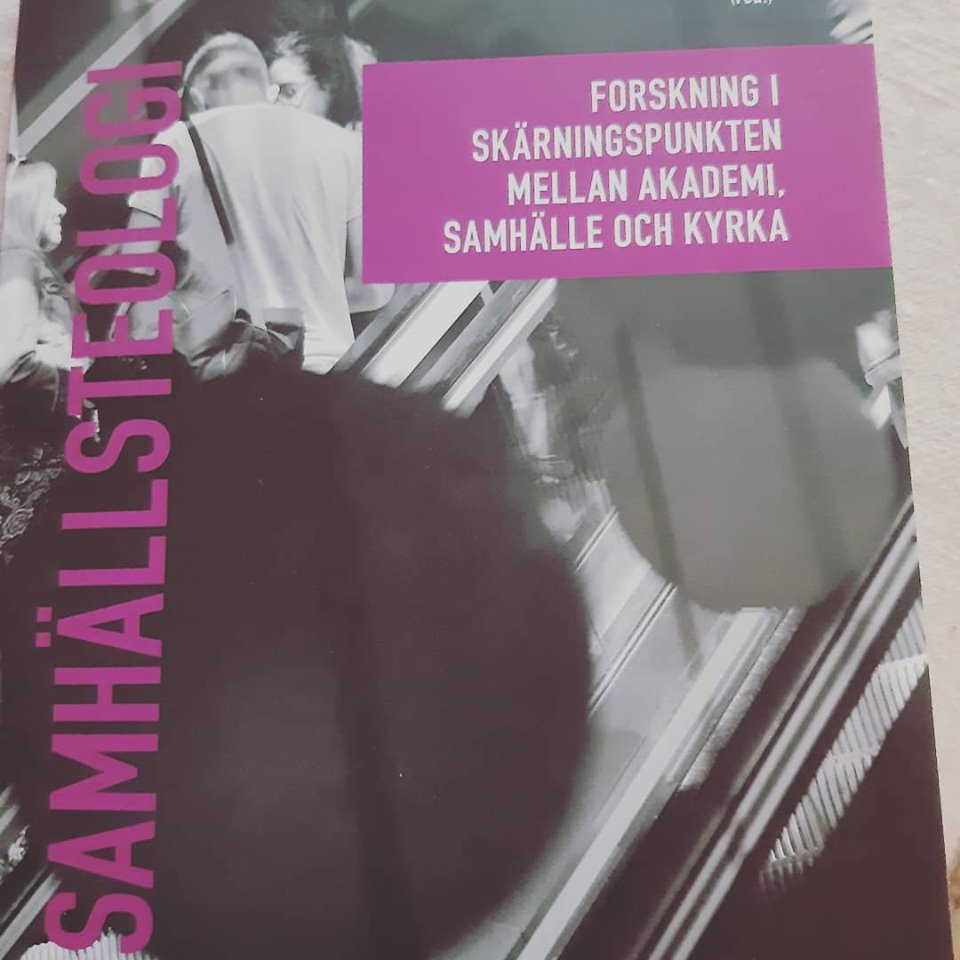 FORSKNING I
SKÄRNINGSPUNKTEN
MELLAN AKADEMI,
SAMHÄLLE OCH KYRKA
SAMHÄLLSTEOLOGI